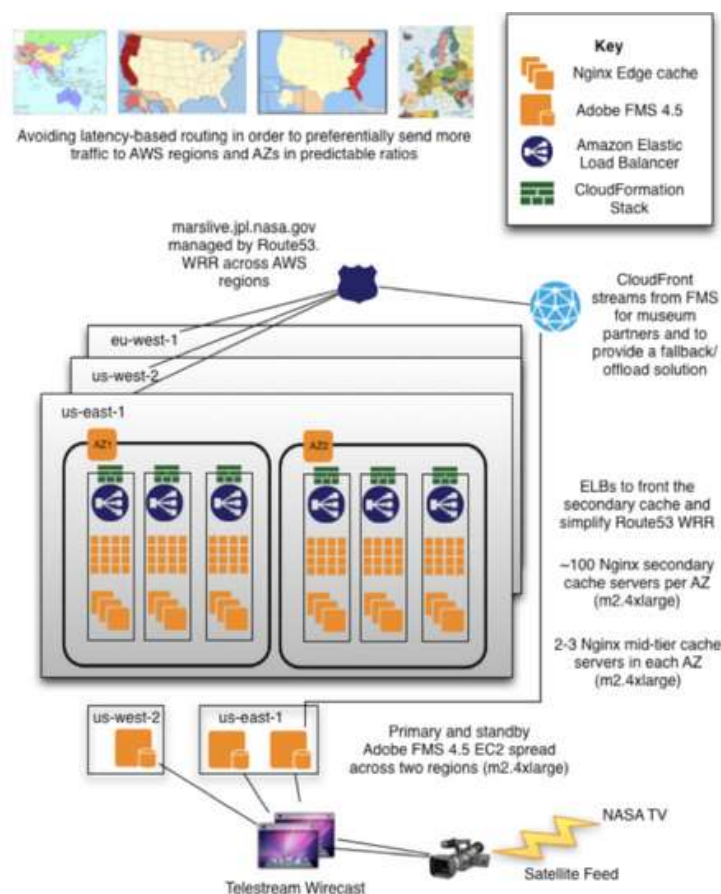 Key
Nginx Edge cache
Adobe FMS 4.5
Amazon Elastic
Load Balancer
CloudFormation
Stack
Avoiding latency-based routing in order to preferentially send more
traffic to AWS regions and AZs in predictable ratios
marslive.jpl.nasa.gov
managed by Route53.
WRR across AWS
regions
CloudFront
streams from FMS
for museum
partners and to
provide a fallback/
offload solution
eu-west-1
us-west-2
us-east-1
AZ1
AZ2
ELBs to front the
secondary cache and
simplify Route53 WRR
~100 Nginx secondary
cache servers per AZ
(m2.4xlarge)
2-3 Nginx mid-tier cache
servers in each AZ
(m2.4xlarge)
us-west-2
us-east-1
Primary and standby
Adobe FMS 4.5 EC2 spread
across two regions (m2.4xlarge)
NASA TV
Satellite Feed
Telestream Wirecast